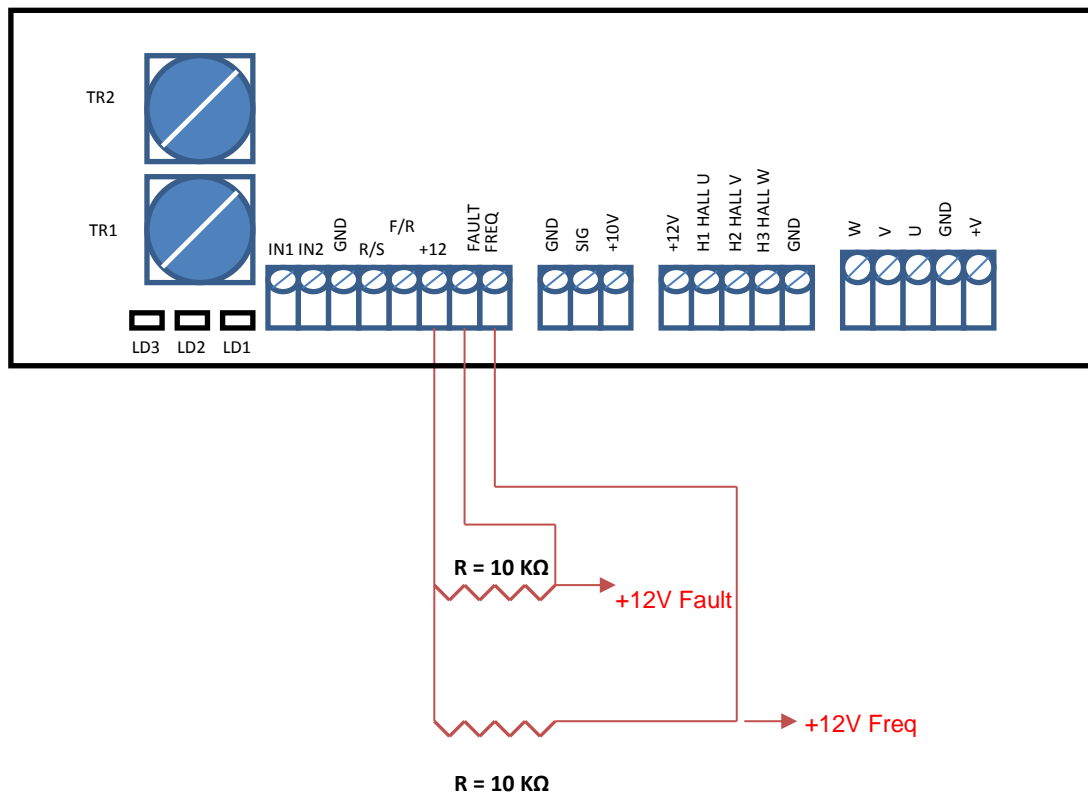 TR2
TR1
LD3 LD2 LD1
IN1 IN2 GND R/S F/R +12 FAULT FREQ
GND SIG +10V
+12V H1 HALL U H2 HALL V H3 HALL W GND
W V U GND +V
R = 10 KΩ
+12V Fault
+12V Freq
R = 10 KΩ